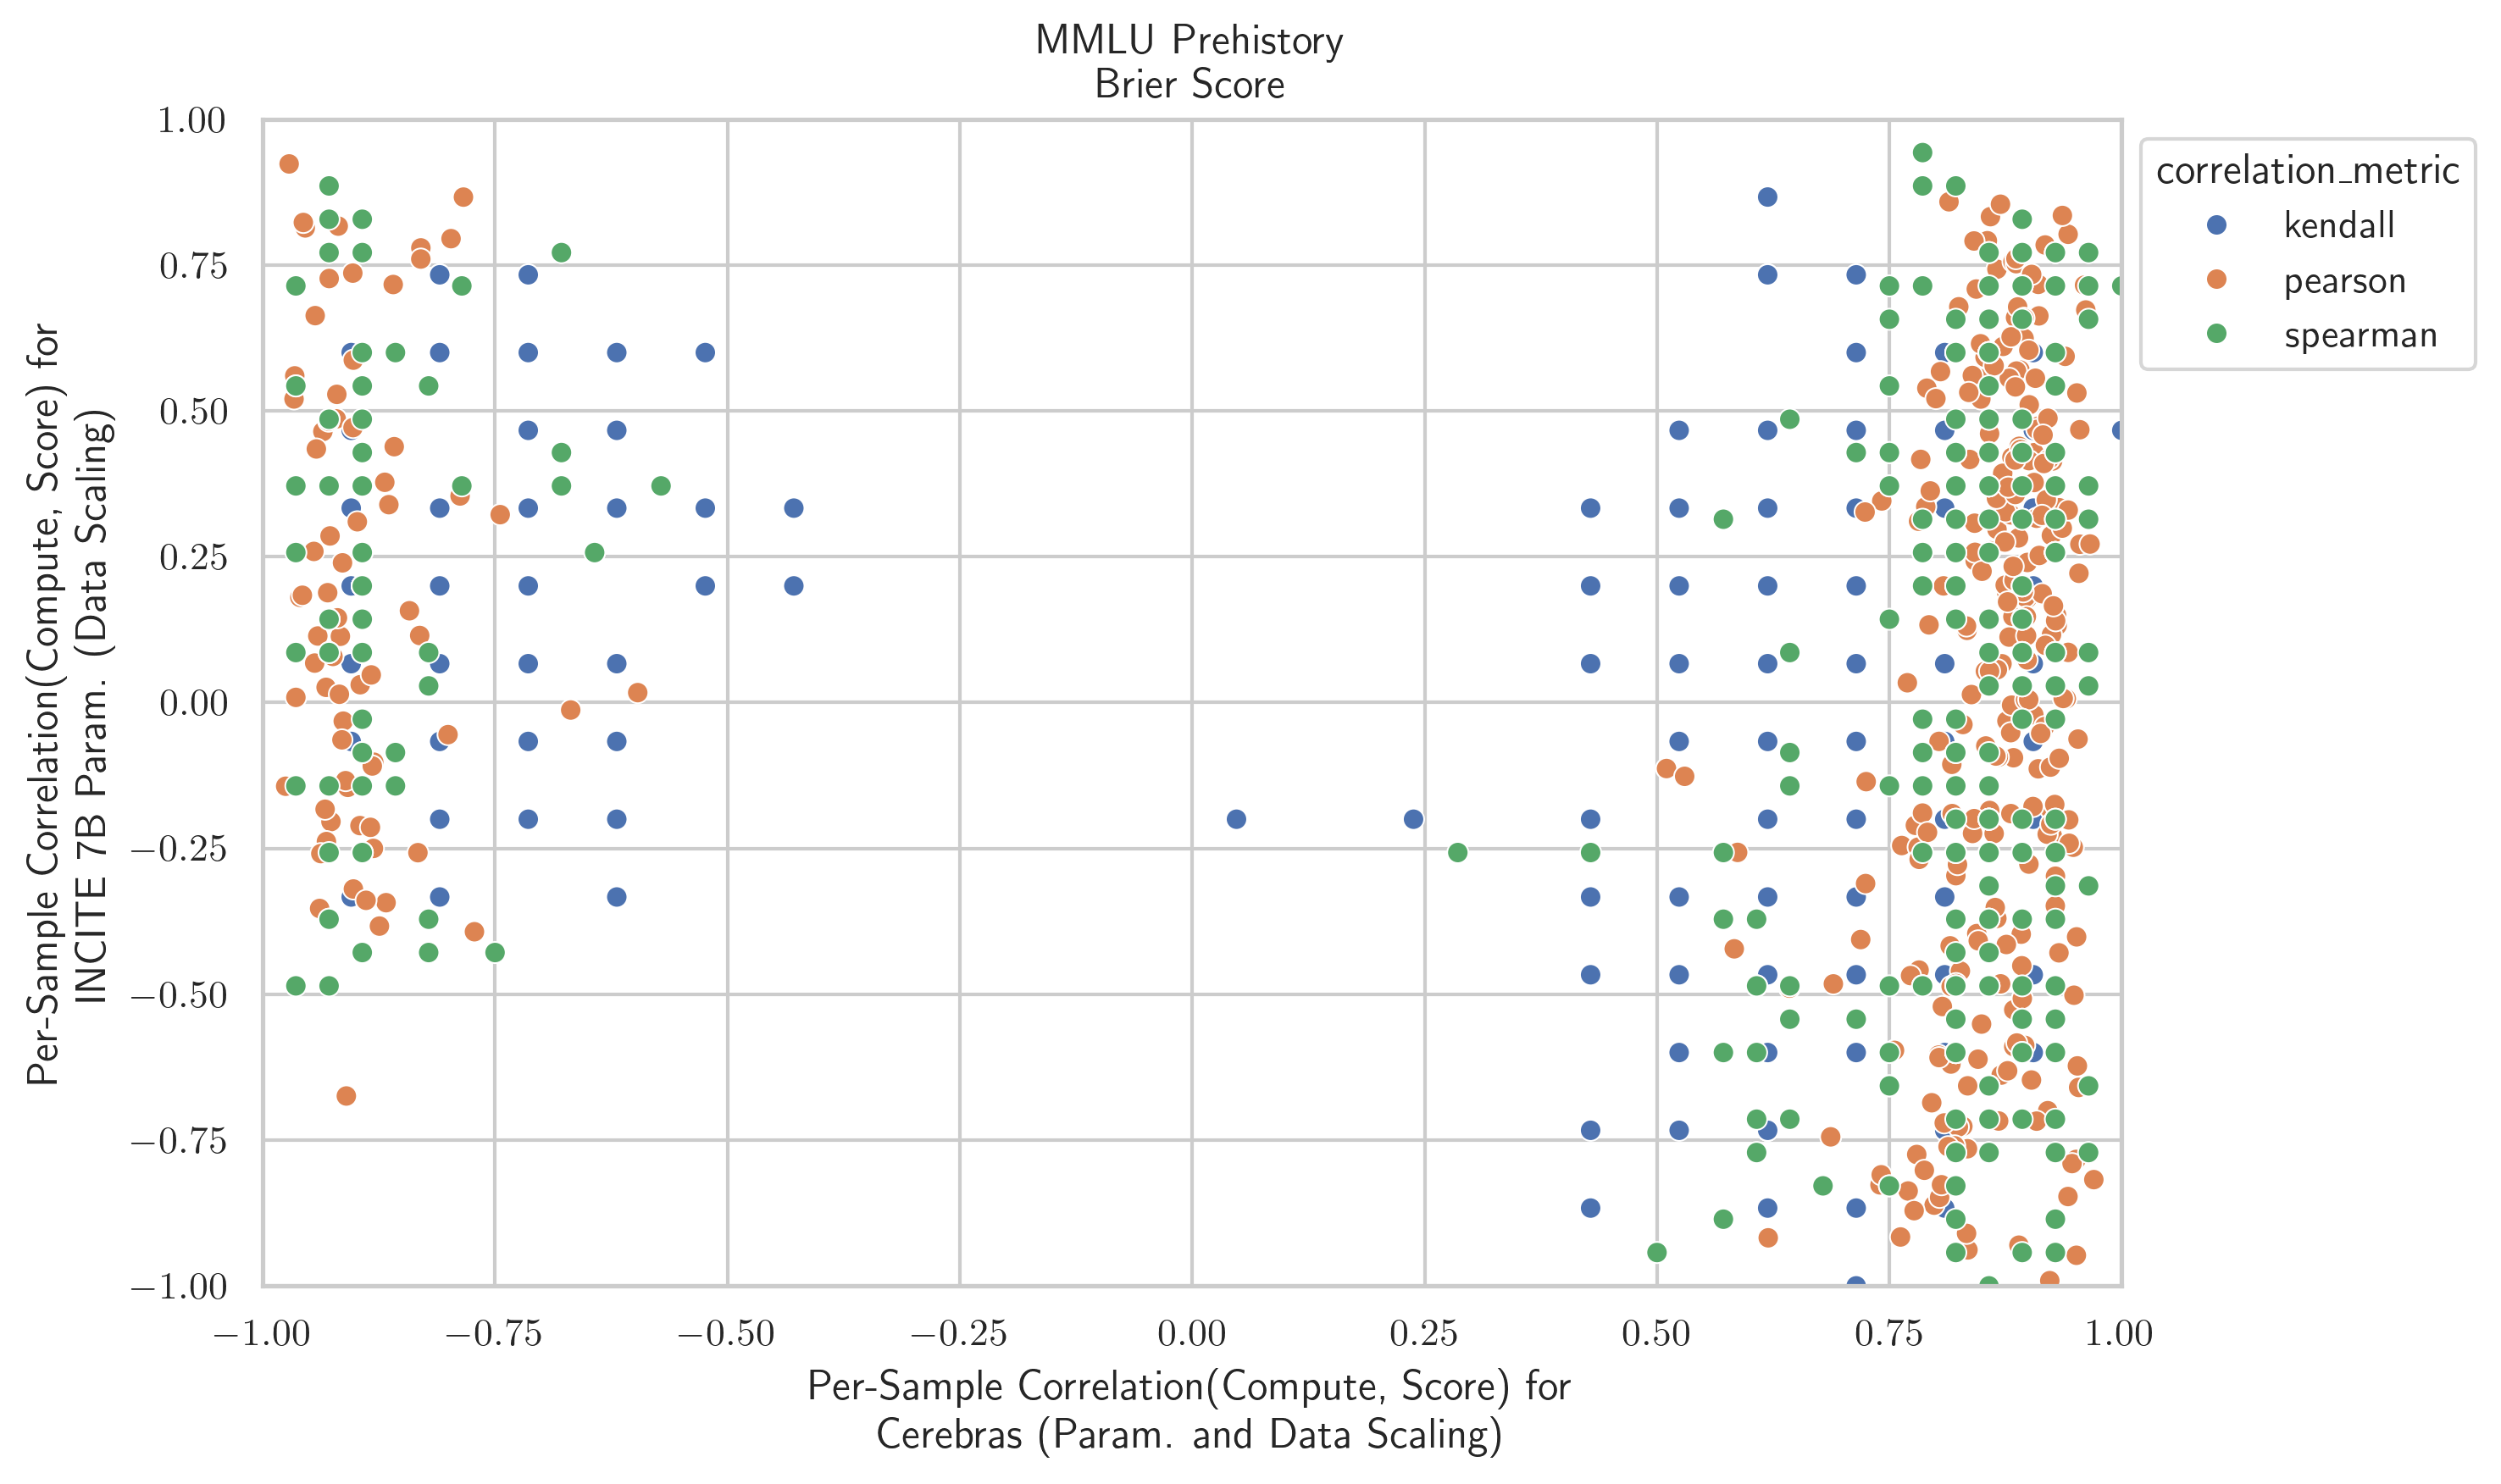 MMLU Prehistory
Brier Score
Per-Sample Correlation(Compute, Score) for
INCITE 7B Param. (Data Scaling)
1.00
0.75
0.50
0.25
0.00
−0.25
−0.50
−0.75
−1.00
−1.00 −0.75 −0.50 −0.25 0.00 0.25 0.50 0.75 1.00
Per-Sample Correlation(Compute, Score) for
Cerebras (Param. and Data Scaling)
correlation_metric
kendall
pearson
spearman